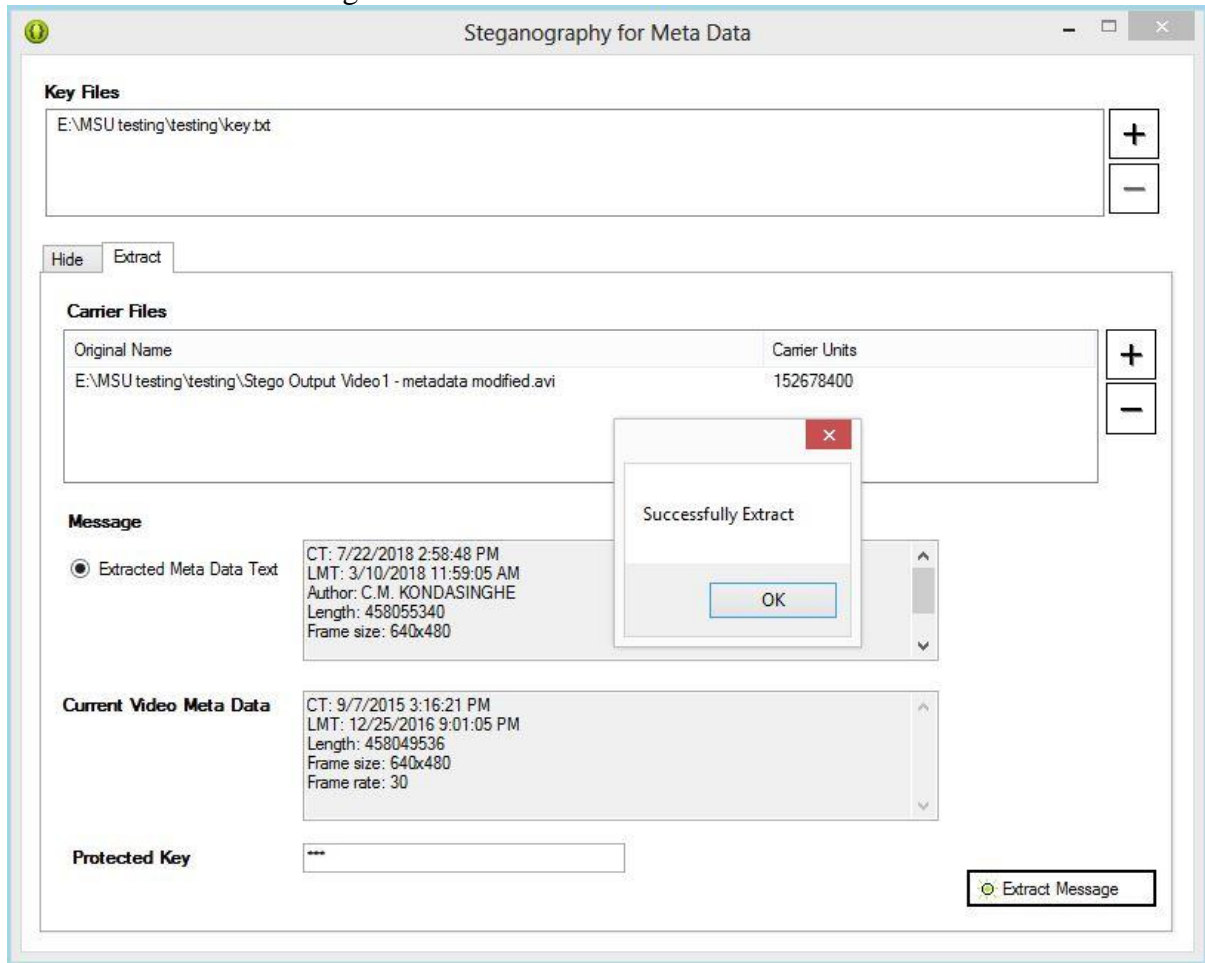 Steganography for Meta Data
Key Files
E:\MSU testing\testing\key.txt
+
−
Hide Extract
Carrier Files
Original Name Carrier Units
E:\MSU testing\testing\Stego Output Video1 - metadata modified.avi 152678400
+
−
Successfully Extract
OK
Message
Extracted Meta Data Text
CT: 7/22/2018 2:58:48 PM
LMT: 3/10/2018 11:59:05 AM
Author: C.M. KONDASINGHE
Length: 458055340
Frame size: 640x480
Current Video Meta Data
CT: 9/7/2015 3:16:21 PM
LMT: 12/25/2016 9:01:05 PM
Length: 458049536
Frame size: 640x480
Frame rate: 30
Protected Key ***
Extract Message